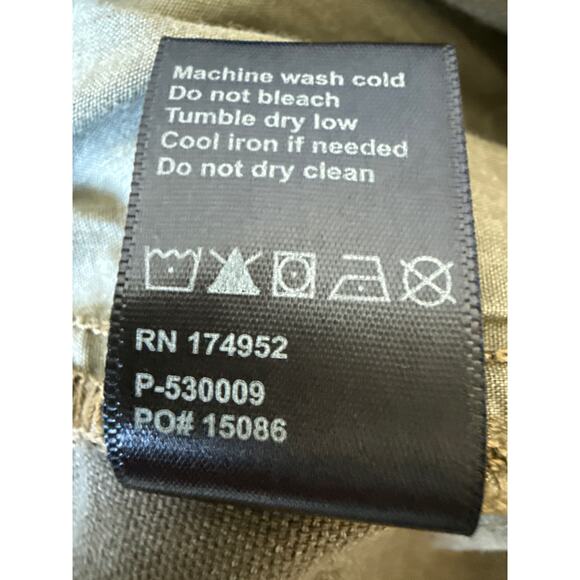 Machine wash cold
Do not bleach
Tumble dry low
Cool iron if needed
Do not dry clean
RN 174952
P-530009
PO# 15086